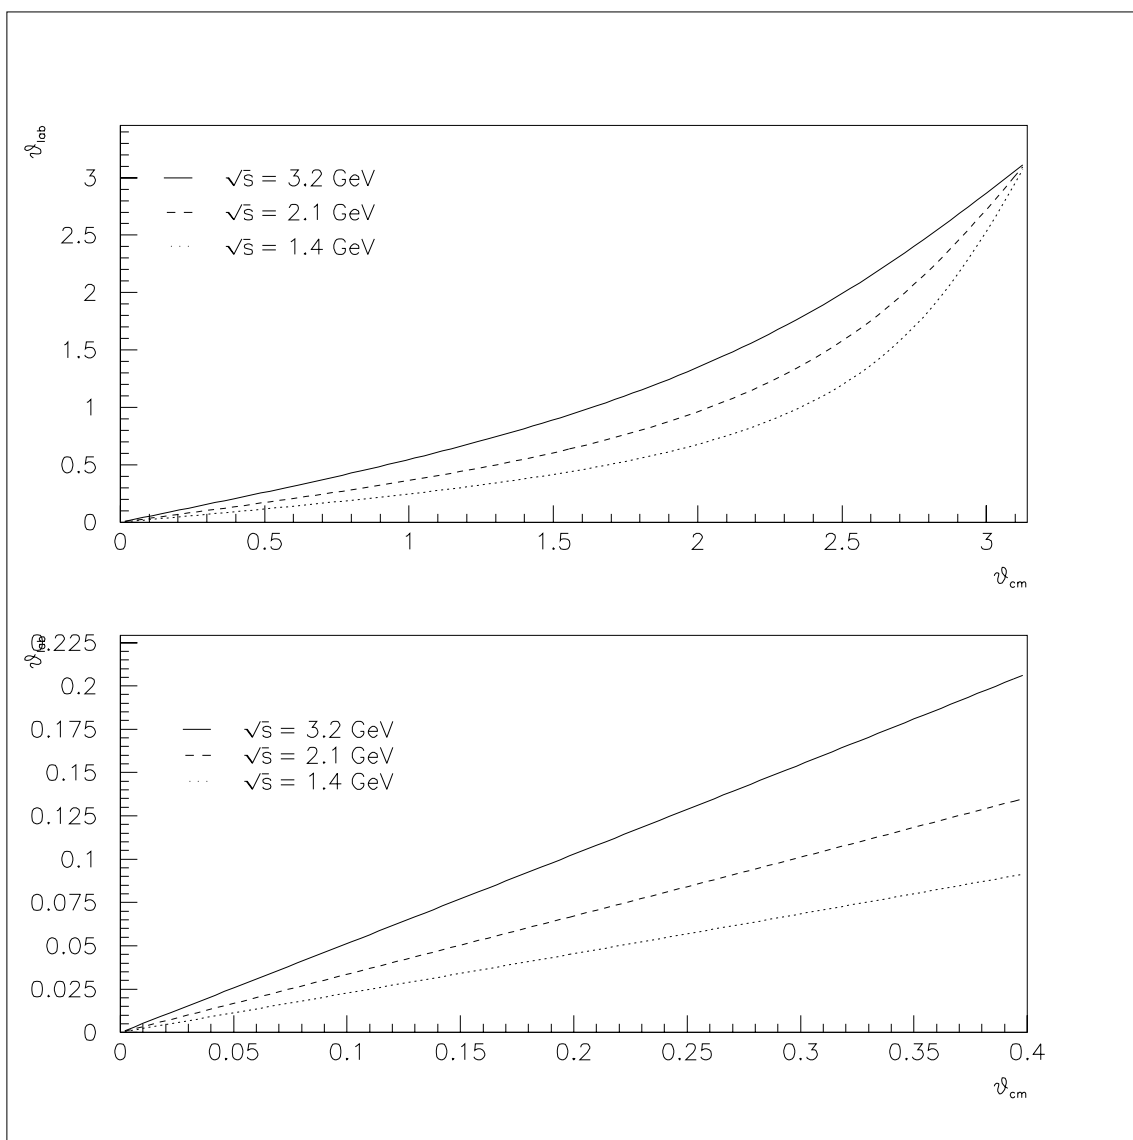 ϑlab
√s = 3.2 GeV
√s = 2.1 GeV
√s = 1.4 GeV
3
2.5
2
1.5
1
0.5
0
0 0.5 1 1.5 2 2.5 3
ϑcm
0.225
ϑlab
0.2
0.175
0.15
0.125
0.1
0.075
0.05
0.025
0
√s = 3.2 GeV
√s = 2.1 GeV
√s = 1.4 GeV
0 0.05 0.1 0.15 0.2 0.25 0.3 0.35 0.4
ϑcm